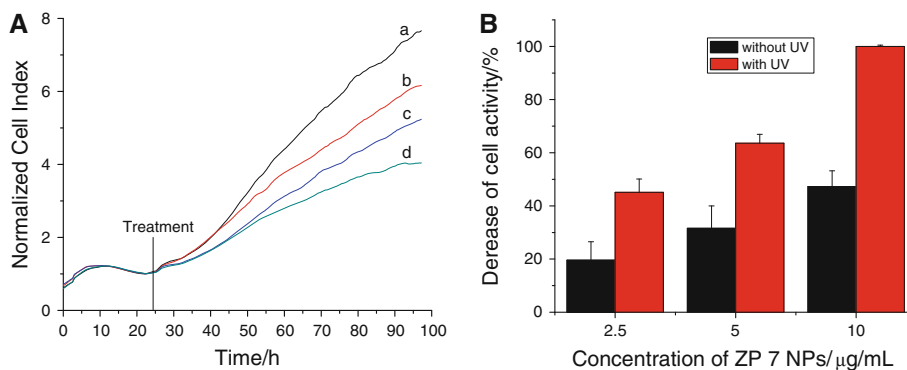 A
Normalized Cell Index
8
6
4
2
0
a
b
c
d
Treatment
0 10 20 30 40 50 60 70 80 90 100
Time/h
B
Derease of cell activity/%
100
80
60
40
20
0
without UV
with UV
2.5 5 10
Concentration of ZP 7 NPs/μg/mL